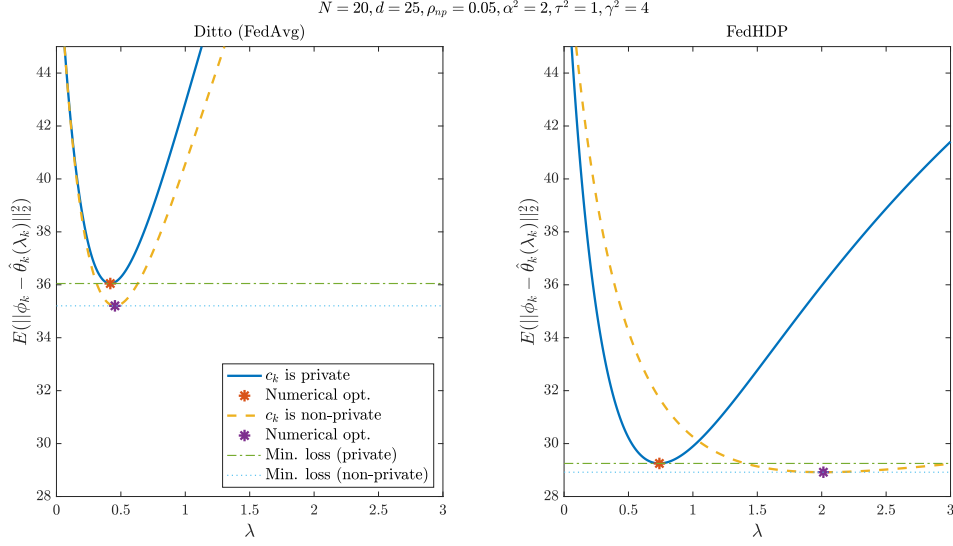 N = 20, d = 25, ρ_np = 0.05, α² = 2, τ² = 1, γ² = 4
Ditto (FedAvg)
44
42
40
38
36
34
32
30
28
E(||ϕ_k − θ̂_k(λ_k)||₂²)
0
0.5
1
1.5
2
2.5
3
λ
c_k is private
Numerical opt.
c_k is non-private
Numerical opt.
Min. loss (private)
Min. loss (non-private)
FedHDP
44
42
40
38
36
34
32
30
28
E(||ϕ_k − θ̂_k(λ_k)||₂²)
0
0.5
1
1.5
2
2.5
3
λ